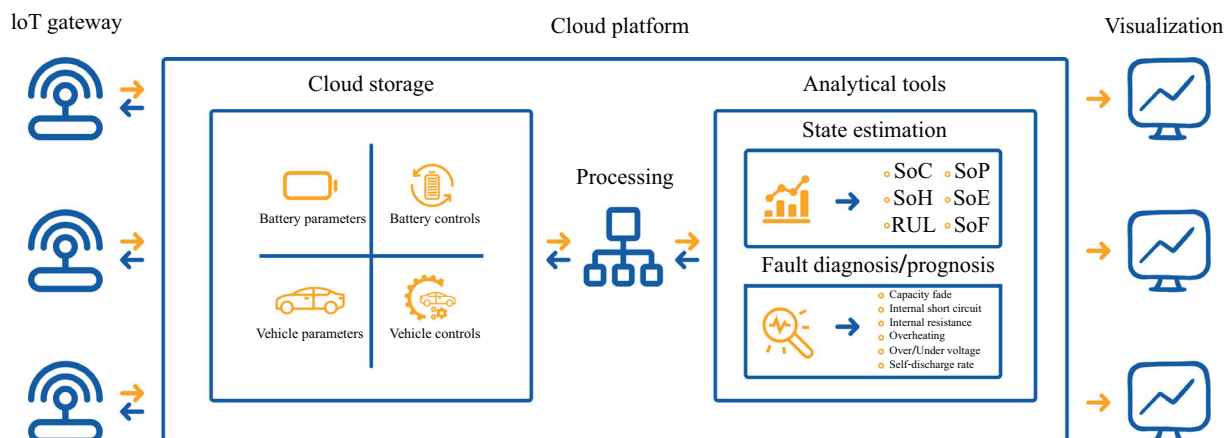 IoT gateway
Cloud platform
Visualization
Cloud storage
Analytical tools
State estimation
SoC
SoP
SoH
SoE
RUL
SoF
Processing
Battery parameters
Battery controls
Vehicle parameters
Vehicle controls
Fault diagnosis/prognosis
Capacity fade
Internal short circuit
Internal resistance
Overheating
Over/Under voltage
Self-discharge rate